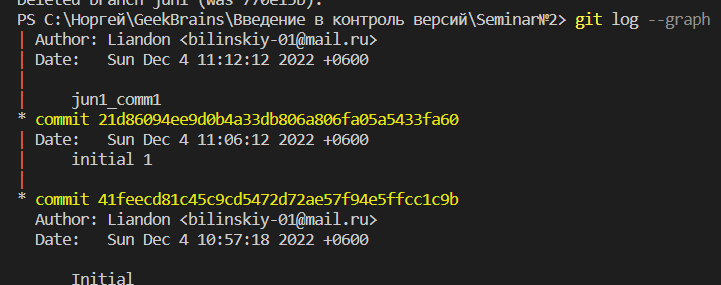 Deleted branch jun1 (was 770e15b).
PS C:\Норгей\GeekBrains\Введение в контроль версий\Seminar№2> git log --graph
| Author: Liandon <bilinskiy-01@mail.ru>
| Date:   Sun Dec 4 11:12:12 2022 +0600
|
|     jun1_comm1
* commit 21d86094ee9d0b4a33db806a806fa05a5433fa60
| Date:   Sun Dec 4 11:06:12 2022 +0600
|     initial 1
|
* commit 41feecd81c45c9cd5472d72ae57f94e5ffcc1c9b
  Author: Liandon <bilinskiy-01@mail.ru>
  Date:   Sun Dec 4 10:57:18 2022 +0600
      Initial